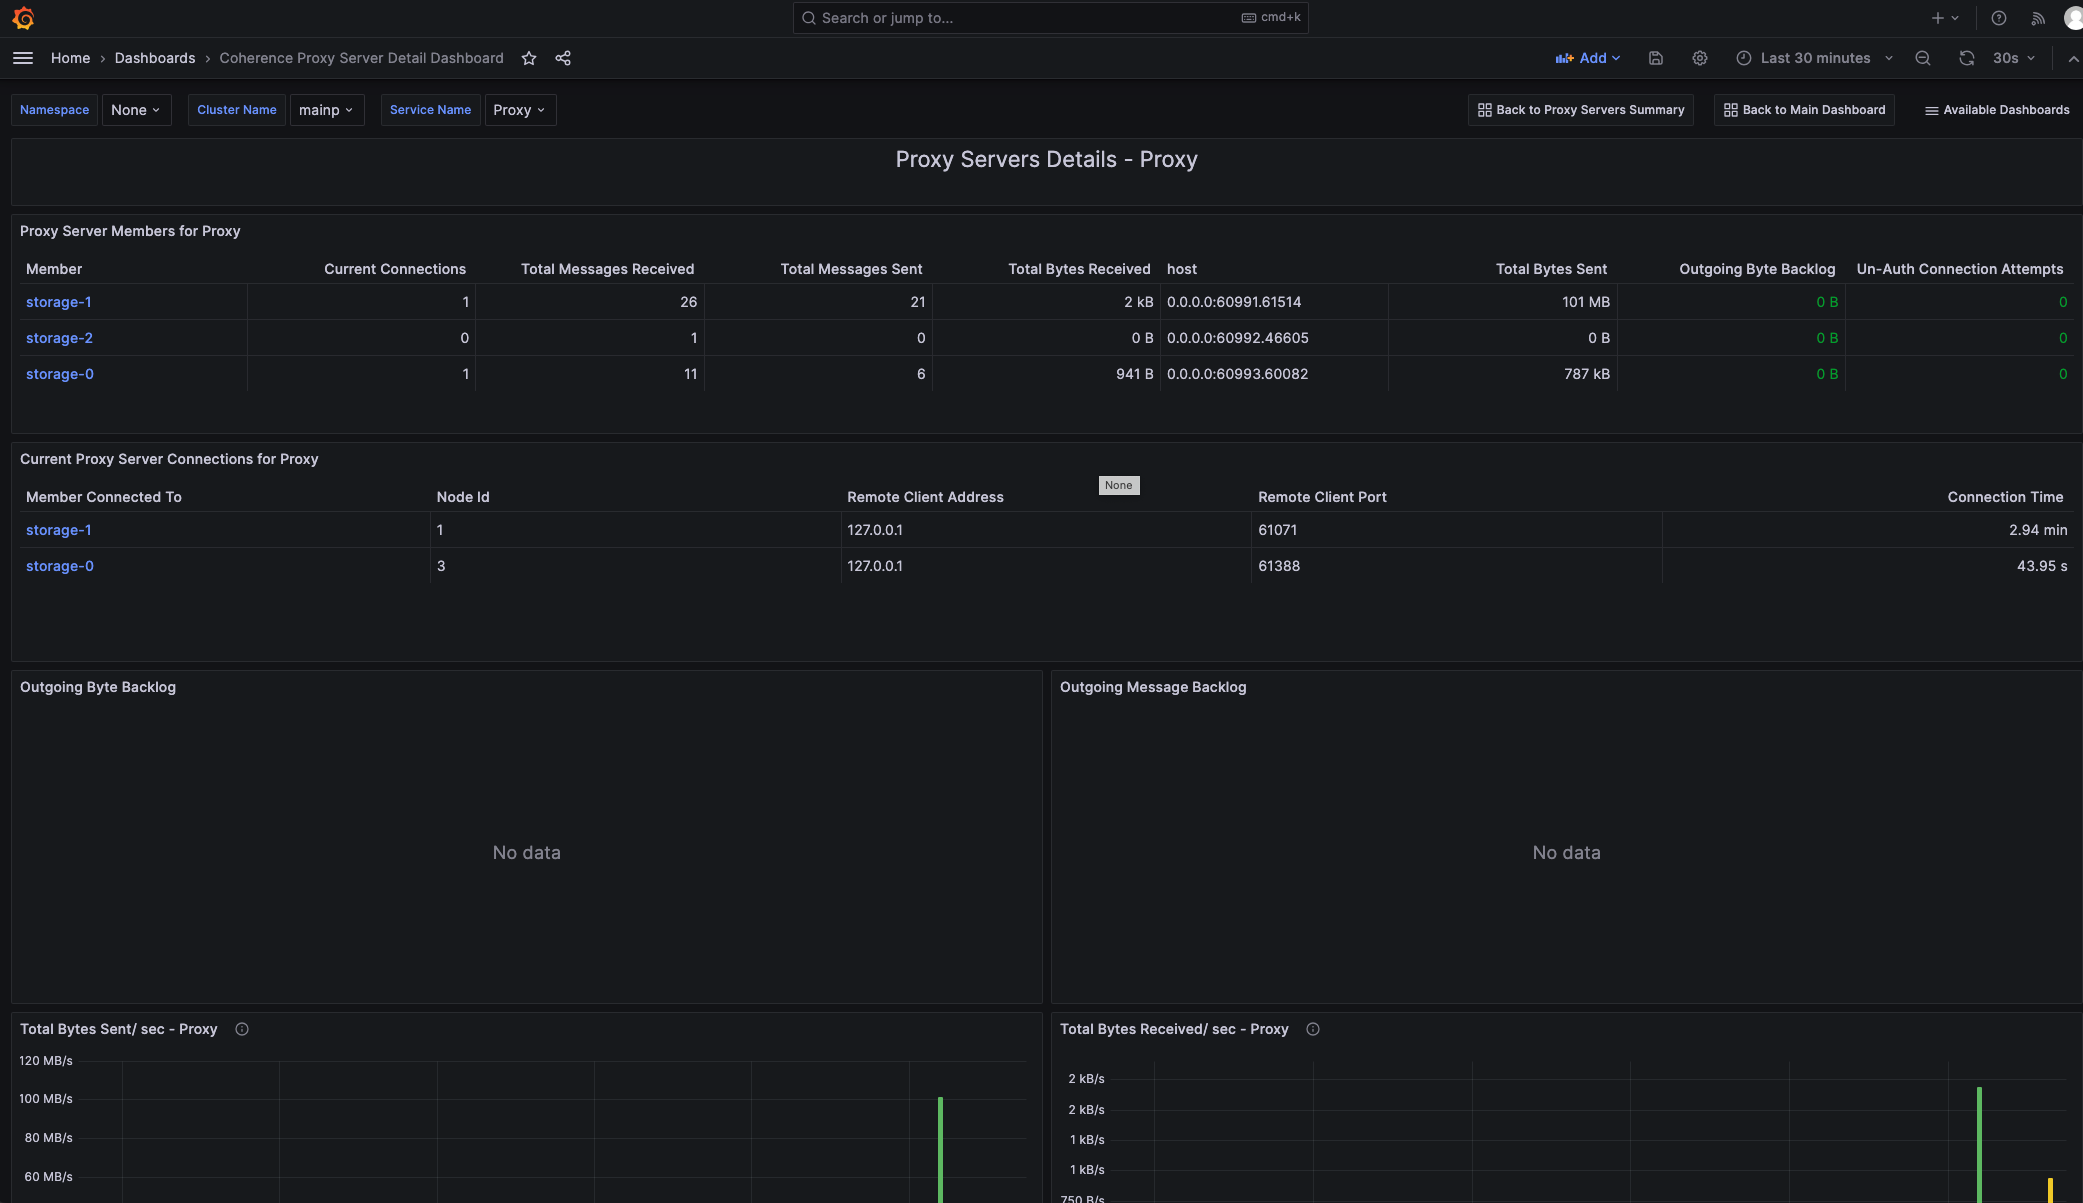 Search or jump to... cmd+k
Home › Dashboards › Coherence Proxy Server Detail Dashboard Add Last 30 minutes 30s
Namespace None Cluster Name mainp Service Name Proxy Back to Proxy Servers Summary Back to Main Dashboard Available Dashboards
Proxy Servers Details - Proxy
Proxy Server Members for Proxy
Member Current Connections Total Messages Received Total Messages Sent Total Bytes Received host Total Bytes Sent Outgoing Byte Backlog Un-Auth Connection Attempts
storage-1 1 26 21 2 kB 0.0.0.0:60991.61514 101 MB 0 B 0
storage-2 0 1 0 0 B 0.0.0.0:60992.46605 0 B 0 B 0
storage-0 1 11 6 941 B 0.0.0.0:60993.60082 787 kB 0 B 0
Current Proxy Server Connections for Proxy
None
Member Connected To Node Id Remote Client Address Remote Client Port Connection Time
storage-1 1 127.0.0.1 61071 2.94 min
storage-0 3 127.0.0.1 61388 43.95 s
Outgoing Byte Backlog
No data
Outgoing Message Backlog
No data
Total Bytes Sent/ sec - Proxy
120 MB/s
100 MB/s
80 MB/s
60 MB/s
Total Bytes Received/ sec - Proxy
2 kB/s
2 kB/s
1 kB/s
1 kB/s
750 B/s